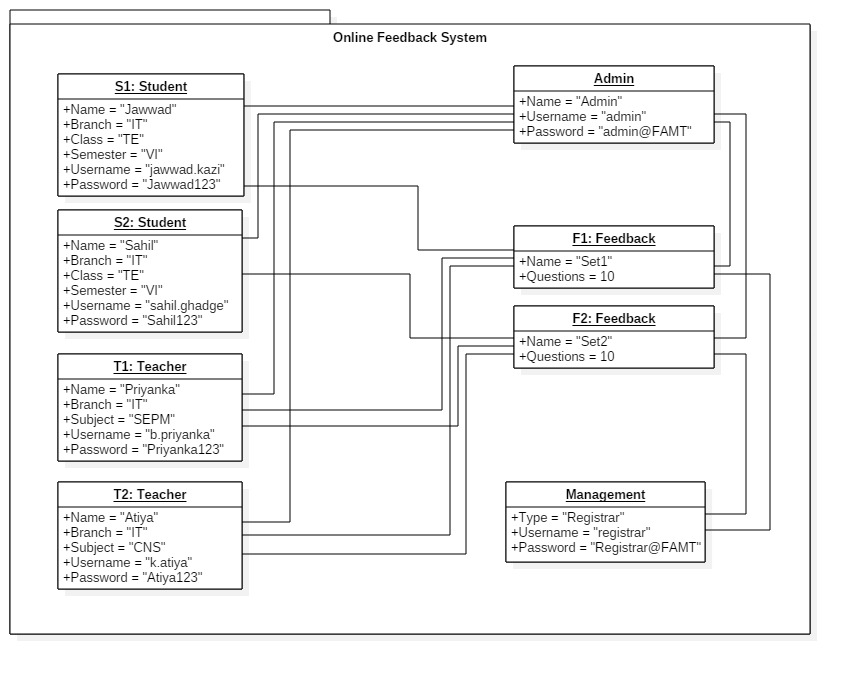 Online Feedback System
S1: Student
+Name = "Jawwad"
+Branch = "IT"
+Class = "TE"
+Semester = "VI"
+Username = "jawwad.kazi"
+Password = "Jawwad123"
S2: Student
+Name = "Sahil"
+Branch = "IT"
+Class = "TE"
+Semester = "VI"
+Username = "sahil.ghadge"
+Password = "Sahil123"
T1: Teacher
+Name = "Priyanka"
+Branch = "IT"
+Subject = "SEPM"
+Username = "b.priyanka"
+Password = "Priyanka123"
T2: Teacher
+Name = "Atiya"
+Branch = "IT"
+Subject = "CNS"
+Username = "k.atiya"
+Password = "Atiya123"
Admin
+Name = "Admin"
+Username = "admin"
+Password = "admin@FAMT"
F1: Feedback
+Name = "Set1"
+Questions = 10
F2: Feedback
+Name = "Set2"
+Questions = 10
Management
+Type = "Registrar"
+Username = "registrar"
+Password = "Registrar@FAMT"